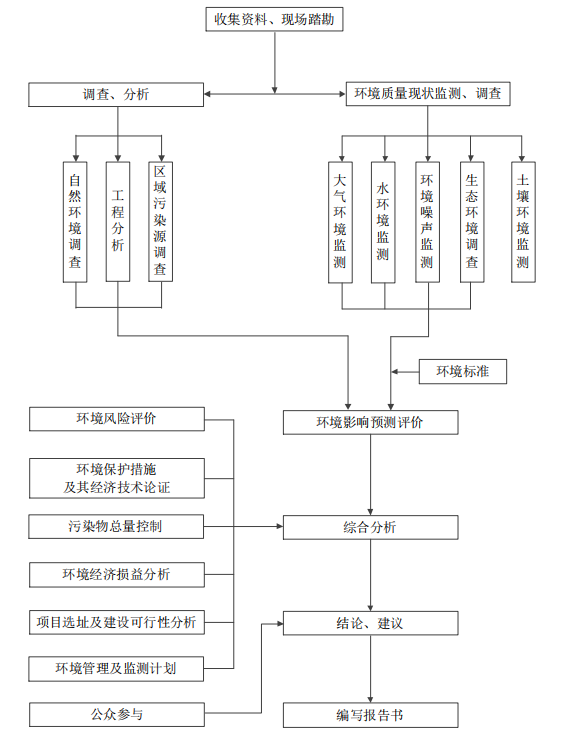 收集资料、现场踏勘
调查、分析
环境质量现状监测、调查
自然环境调查
工程分析
区域污染源调查
大气环境监测
水环境监测
环境噪声监测
生态环境调查
土壤环境监测
环境标准
环境风险评价
环境影响预测评价
环境保护措施
及其经济技术论证
污染物总量控制
综合分析
环境经济损益分析
项目选址及建设可行性分析
结论、建议
环境管理及监测计划
公众参与
编写报告书